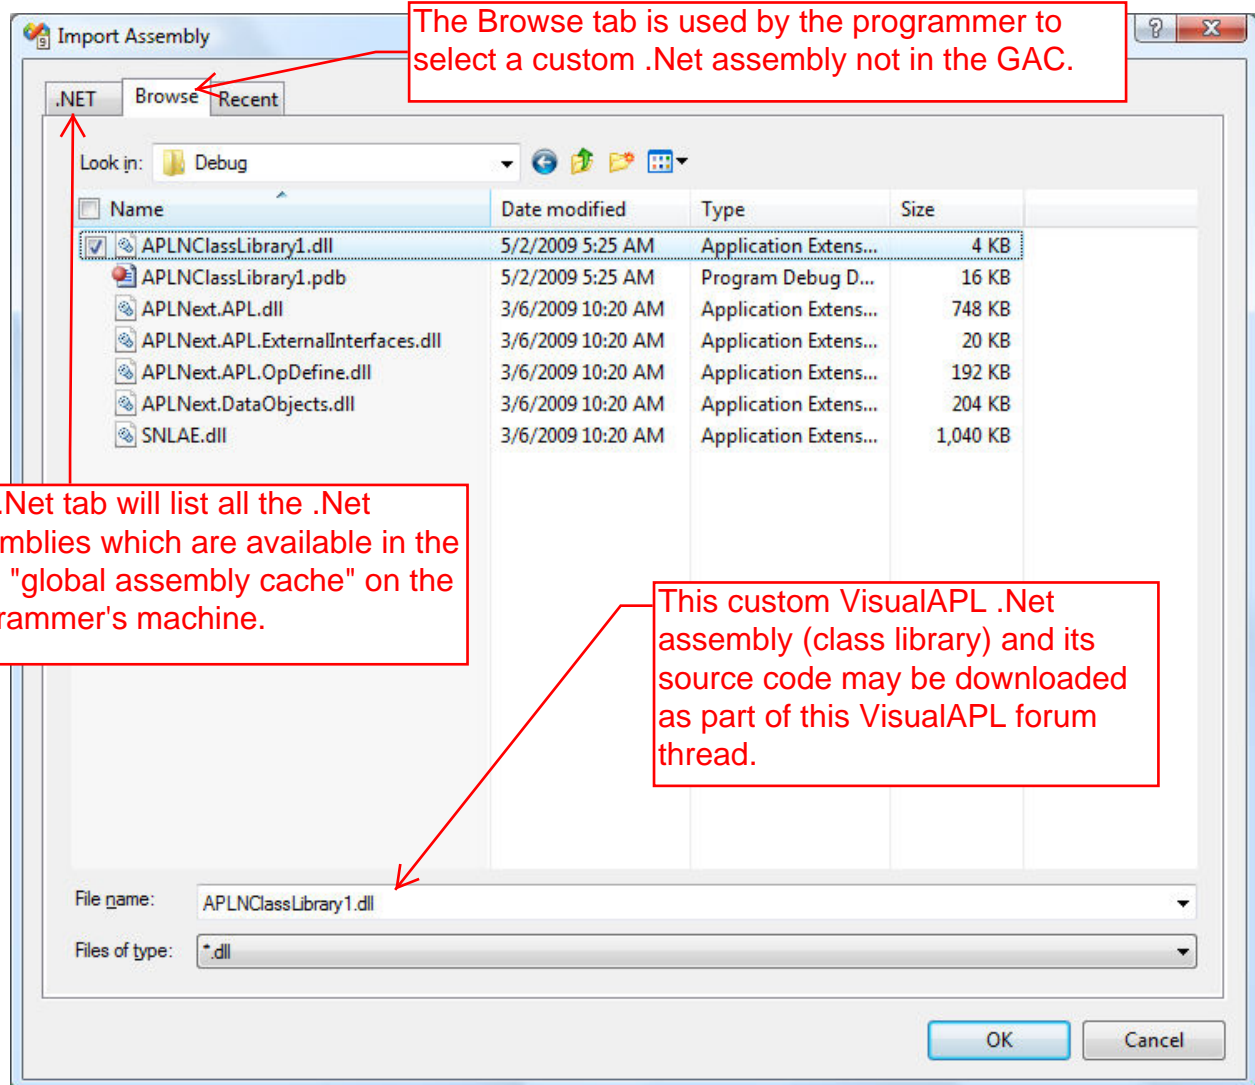 Import Assembly
The Browse tab is used by the programmer to
select a custom .Net assembly not in the GAC.
.NET Browse Recent
Look in: Debug
Name Date modified Type Size
APLNClassLibrary1.dll 5/2/2009 5:25 AM Application Extens... 4 KB
APLNClassLibrary1.pdb 5/2/2009 5:25 AM Program Debug D... 16 KB
APLNext.APL.dll 3/6/2009 10:20 AM Application Extens... 748 KB
APLNext.APL.ExternalInterfaces.dll 3/6/2009 10:20 AM Application Extens... 20 KB
APLNext.APL.OpDefine.dll 3/6/2009 10:20 AM Application Extens... 192 KB
APLNext.DataObjects.dll 3/6/2009 10:20 AM Application Extens... 204 KB
SNLAE.dll 3/6/2009 10:20 AM Application Extens... 1,040 KB
.Net tab will list all the .Net
mblies which are available in the
"global assembly cache" on the
rammer's machine.
This custom VisualAPL .Net
assembly (class library) and its
source code may be downloaded
as part of this VisualAPL forum
thread.
File name: APLNClassLibrary1.dll
Files of type: *.dll
OK Cancel